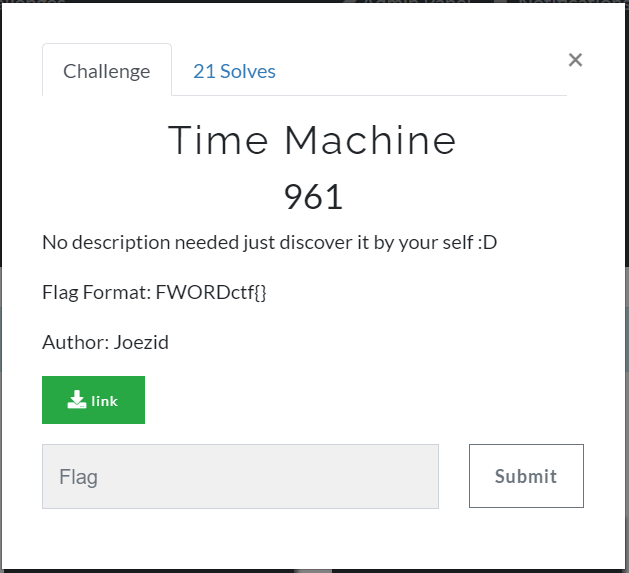 Challenge
21 Solves
×
Time Machine
961
No description needed just discover it by your self :D
Flag Format: FWORDctf{}
Author: Joezid
link
Flag
Submit